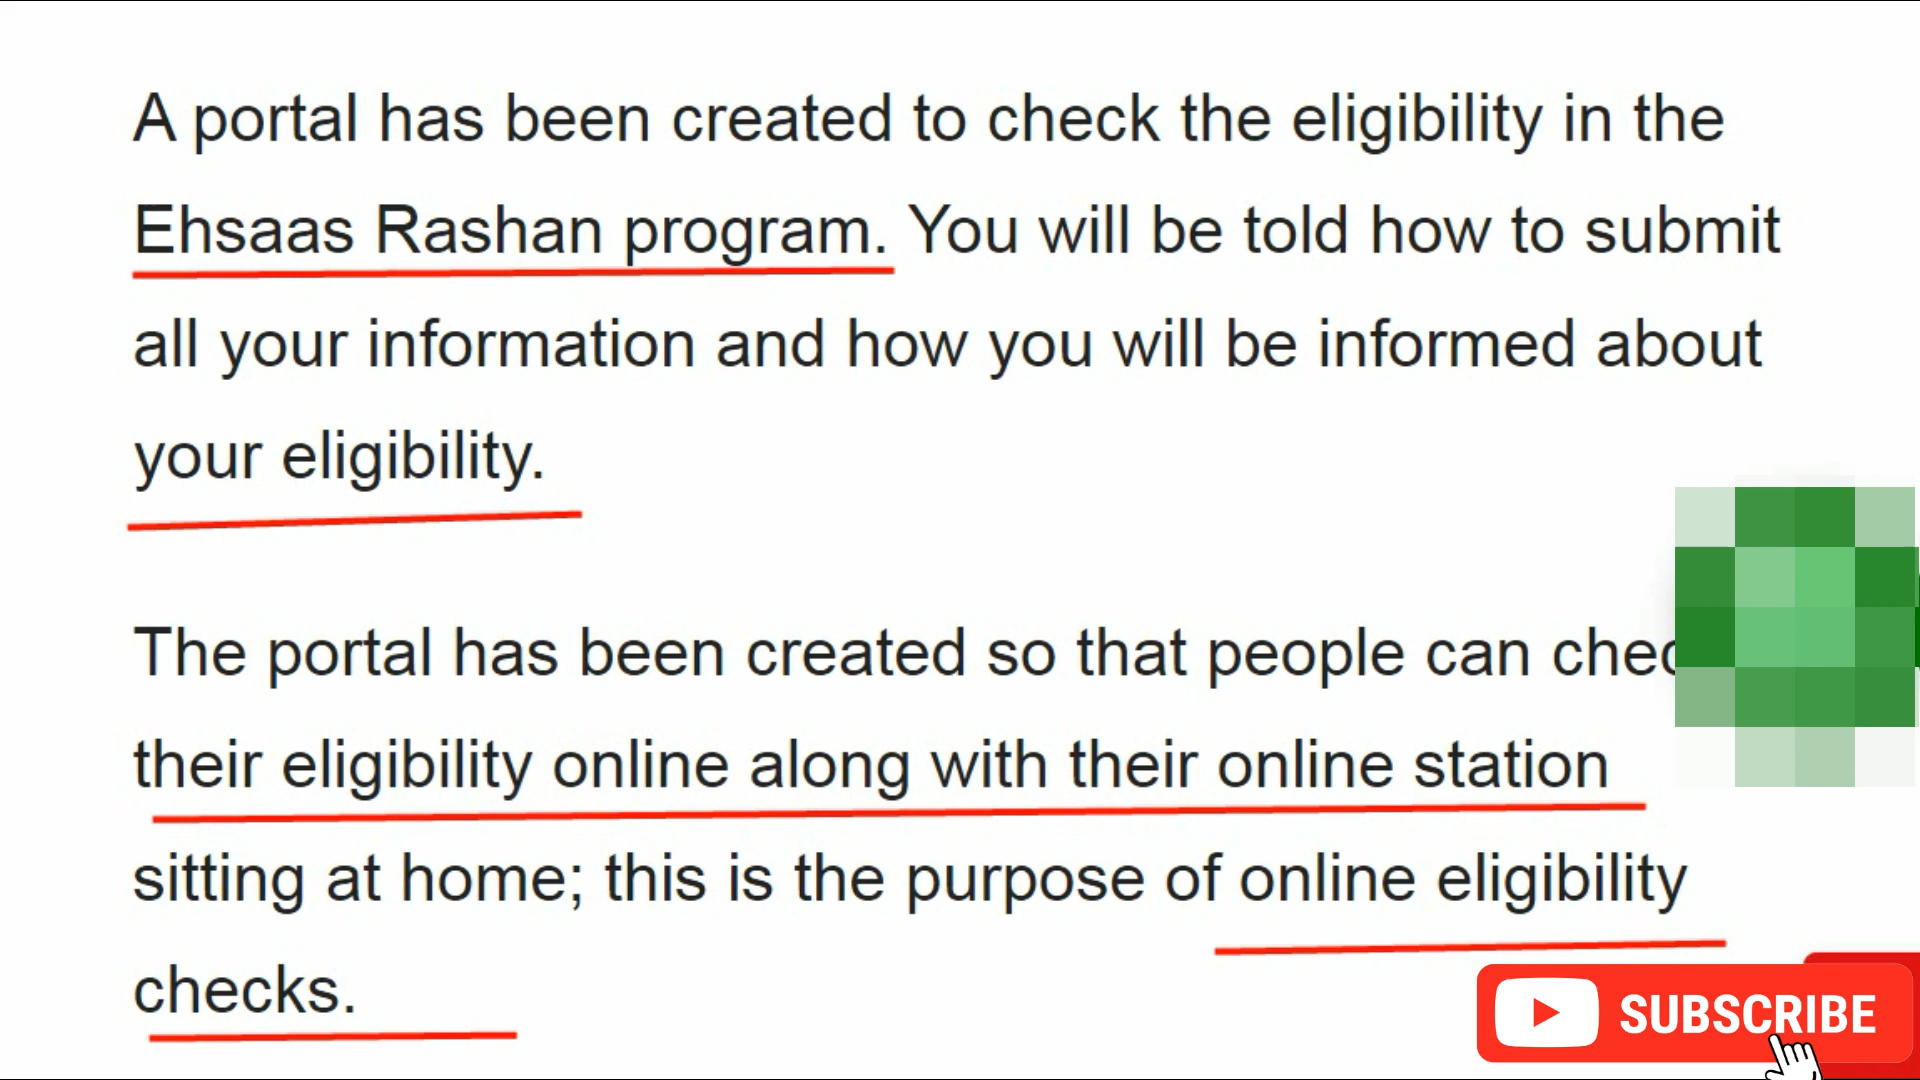 A portal has been created to check the eligibility in the
Ehsaas Rashan program. You will be told how to submit
all your information and how you will be informed about
your eligibility.
The portal has been created so that people can
their eligibility online along with their online station
sitting at home; this is the purpose of online eligibility
checks.
SUBSCRIBE